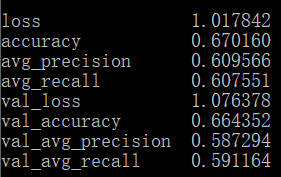 loss 1.017842
accuracy 0.670160
avg_precision 0.609566
avg_recall 0.607551
val_loss 1.076378
val_accuracy 0.664352
val_avg_precision 0.587294
val_avg_recall 0.591164